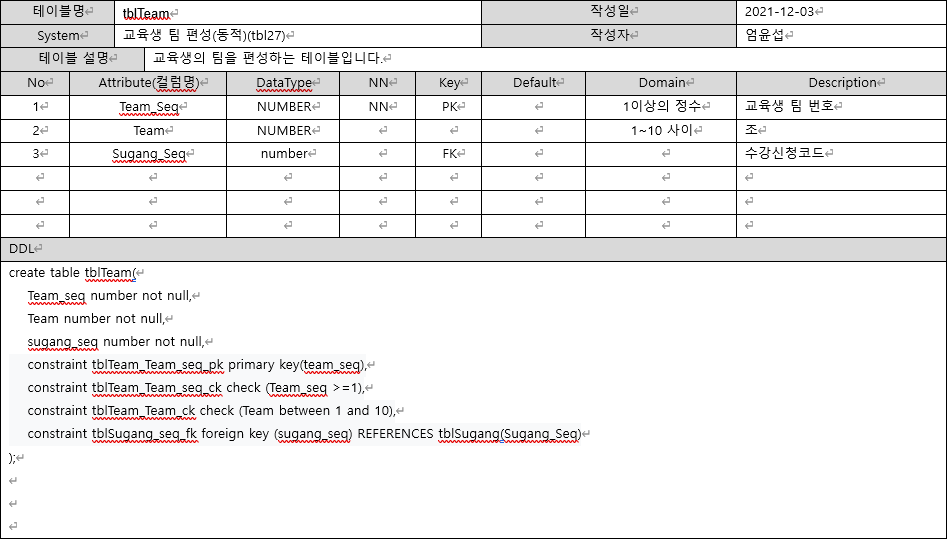 테이블명 tblTeam 작성일 2021-12-03
System 교육생 팀 편성(동적)(tbl27) 작성자 엄윤섭
테이블 설명 교육생의 팀을 편성하는 테이블입니다.
No Attribute(컬럼명) DataType NN Key Default Domain Description
1 Team_Seq NUMBER NN PK 1이상의 정수 교육생 팀 번호
2 Team NUMBER 1~10 사이 조
3 Sugang_Seq number FK 수강신청코드
DDL
create table tblTeam(
Team_seq number not null,
Team number not null,
sugang_seq number not null,
constraint tblTeam_Team_seq_pk primary key(team_seq),
constraint tblTeam_Team_seq_ck check (Team_seq >=1),
constraint tblTeam_Team_ck check (Team between 1 and 10),
constraint tblSugang_seq_fk foreign key (sugang_seq) REFERENCES tblSugang(Sugang_Seq)
);